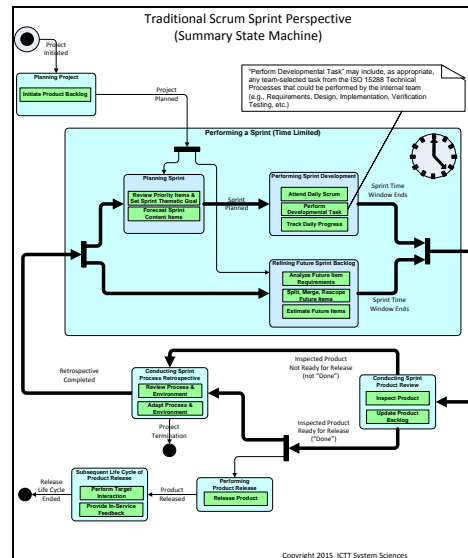 Traditional Scrum Sprint Perspective
(Summary State Machine)
Project
Initiated
Planning Project
Initiate Product Backlog
Project
Planned
"Perform Developmental Task" may include, as appropriate,
any team-selected task from the ISO 15288 Technical
Processes that could be performed by the internal team
(e.g., Requirements, Design, Implementation, Verification
Testing, etc.)
Performing a Sprint (Time Limited)
Planning Sprint
Review Priority Items &
Set Sprint Thematic Goal
Forecast Sprint
Content Items
Sprint
Planned
Performing Sprint Development
Attend Daily Scrum
Perform
Developmental Task
Track Daily Progress
Sprint Time
Window Ends
Refining Future Sprint Backlog
Analyze Future Item
Requirements
Split, Merge, Rescope
Future Items
Estimate Future Items
Sprint Time
Window Ends
Retrospective
Completed
Conducting Sprint
Process Retrospective
Review Process &
Environment
Adapt Process &
Environment
Inspected Product
Not Ready for Release
(not "Done")
Conducting Sprint
Product Review
Inspect Product
Update Product
Backlog
Inspected Product
Ready for Release
("Done")
Project
Termination
Subsequent Life Cycle of
Product Release
Perform Target
Interaction
Provide In-Service
Feedback
Release
Life Cycle
Ended
Product
Released
Performing
Product Release
Release Product
Copyright 2015, ICTT System Sciences